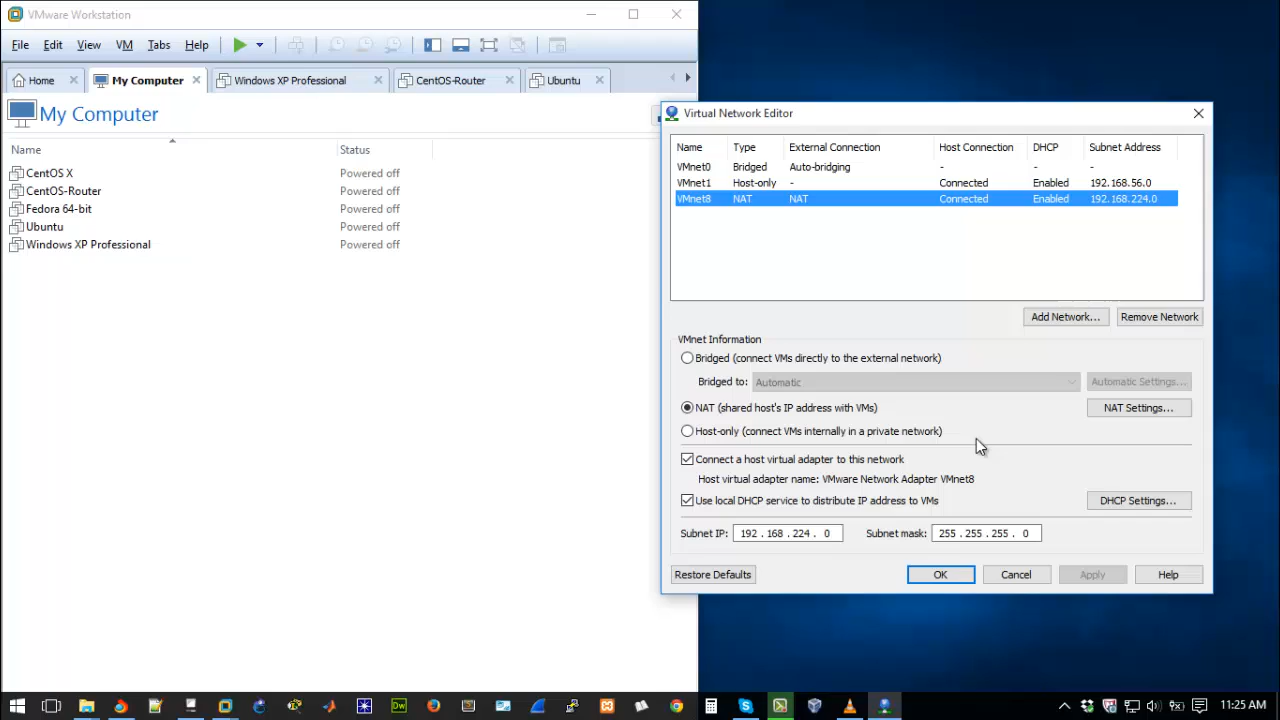 VMware Workstation
File Edit View VM Tabs Help
Home My Computer Windows XP Professional CentOS-Router Ubuntu
My Computer
Name Status
CentOS X Powered off
CentOS-Router Powered off
Fedora 64-bit Powered off
Ubuntu Powered off
Windows XP Professional Powered off
Virtual Network Editor
Name Type External Connection Host Connection DHCP Subnet Address
VMnet0 Bridged Auto-bridging - - -
VMnet1 Host-only - Connected Enabled 192.168.56.0
VMnet8 NAT NAT Connected Enabled 192.168.224.0
Add Network... Remove Network
VMnet Information
Bridged (connect VMs directly to the external network)
Bridged to: Automatic Automatic Settings...
NAT (shared host's IP address with VMs) NAT Settings...
Host-only (connect VMs internally in a private network)
Connect a host virtual adapter to this network
Host virtual adapter name: VMware Network Adapter VMnet8
Use local DHCP service to distribute IP address to VMs DHCP Settings...
Subnet IP: 192 . 168 . 224 . 0 Subnet mask: 255 . 255 . 255 . 0
Restore Defaults OK Cancel Apply Help
Dw 11:25 AM